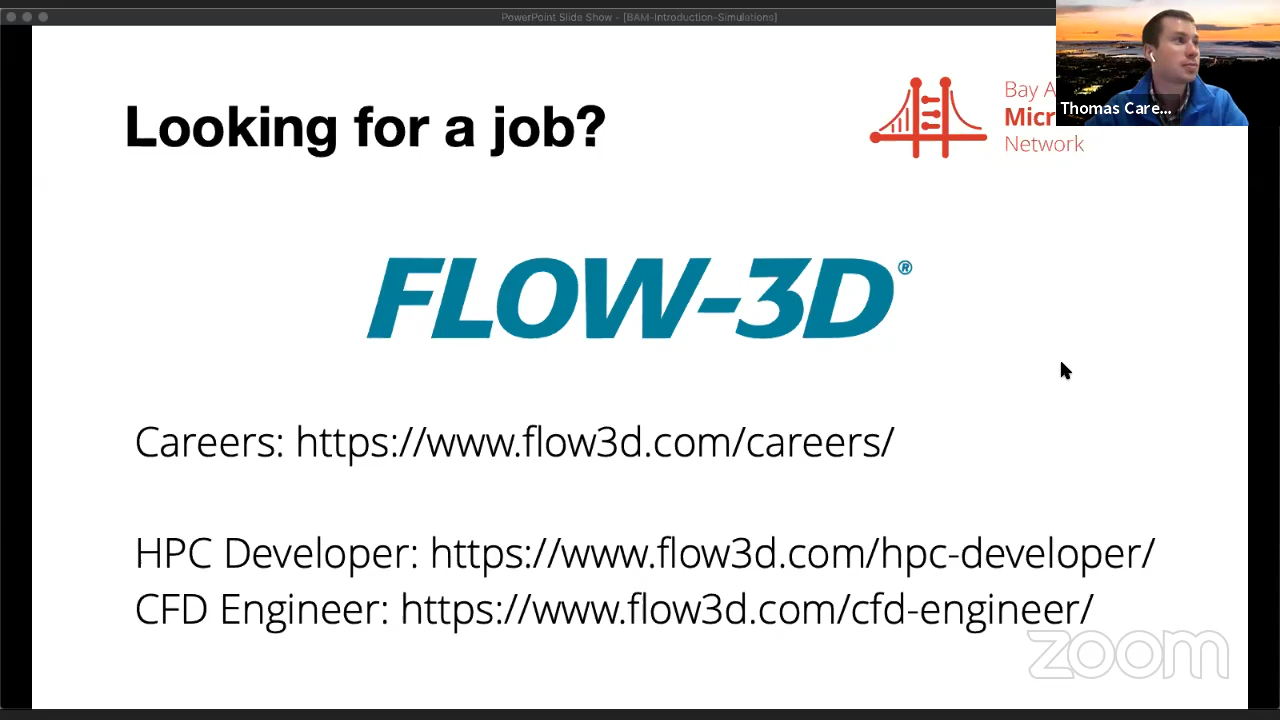 PowerPoint Slide Show - [BAM-Introduction-Simulations]
Thomas Care...
Looking for a job?
Bay A
Micr
Network
FLOW-3D®
Careers: https://www.flow3d.com/careers/
HPC Developer: https://www.flow3d.com/hpc-developer/
CFD Engineer: https://www.flow3d.com/cfd-engineer/
zoom